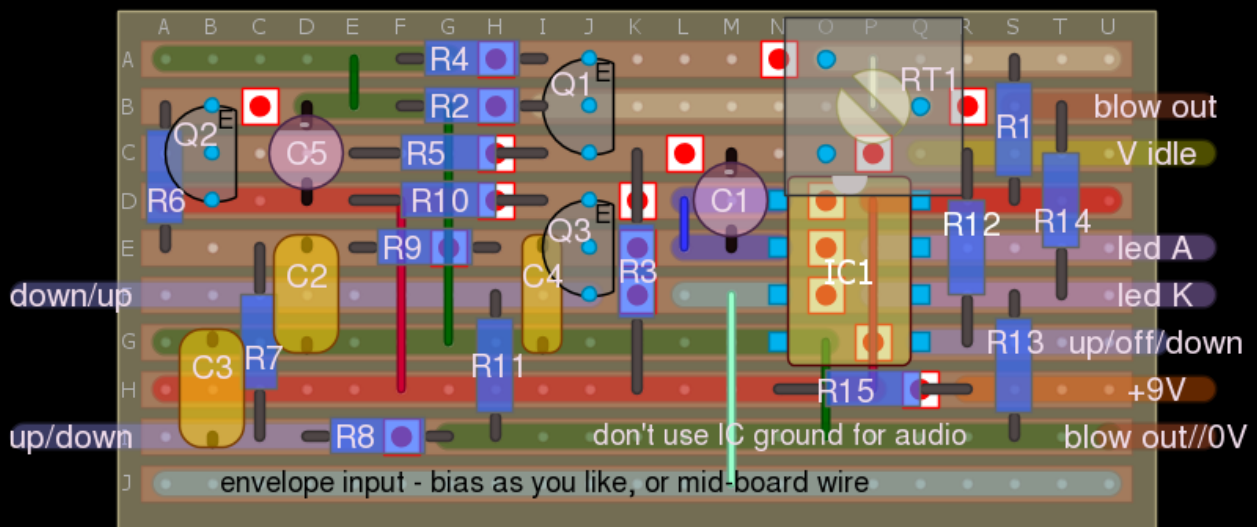 A B C D E F G H I J K L M N O P Q R S T U
A R4 Q1 E RT1
B Q2 E R2 R1 blow out
C C5 R5 V idle
D R6 R10 Q3 E C1 R12 R14
E C2 R9 C4 R3 IC1 led A
down/up led K
G C3 R7 R11 R13 up/off/down
H R15 +9V
up/down R8 don't use IC ground for audio blow out//0V
J envelope input - bias as you like, or mid-board wire